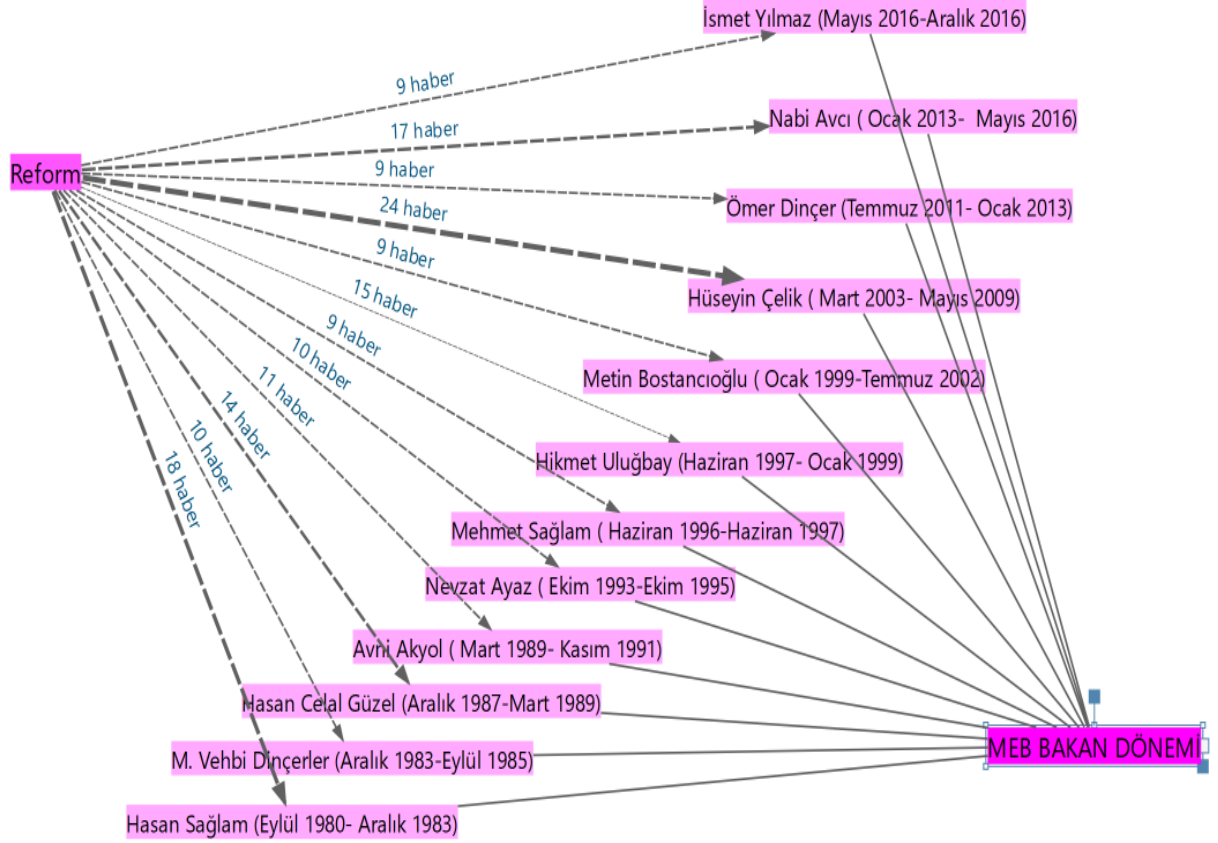 İsmet Yılmaz (Mayıs 2016-Aralık 2016)
9 haber
Nabi Avcı ( Ocak 2013-  Mayıs 2016)
17 haber
Reform
9 haber
Ömer Dinçer (Temmuz 2011- Ocak 2013)
24 haber
9 haber
Hüseyin Çelik ( Mart 2003- Mayıs 2009)
15 haber
9 haber
Metin Bostancıoğlu ( Ocak 1999-Temmuz 2002)
10 haber
11 haber
14 haber
Hikmet Uluğbay (Haziran 1997- Ocak 1999)
10 haber
18 haber
Mehmet Sağlam ( Haziran 1996-Haziran 1997)
Nevzat Ayaz ( Ekim 1993-Ekim 1995)
Avni Akyol ( Mart 1989- Kasım 1991)
Hasan Celal Güzel (Aralık 1987-Mart 1989)
MEB BAKAN DÖNEMİ
M. Vehbi Dinçerler (Aralık 1983-Eylül 1985)
Hasan Sağlam (Eylül 1980- Aralık 1983)